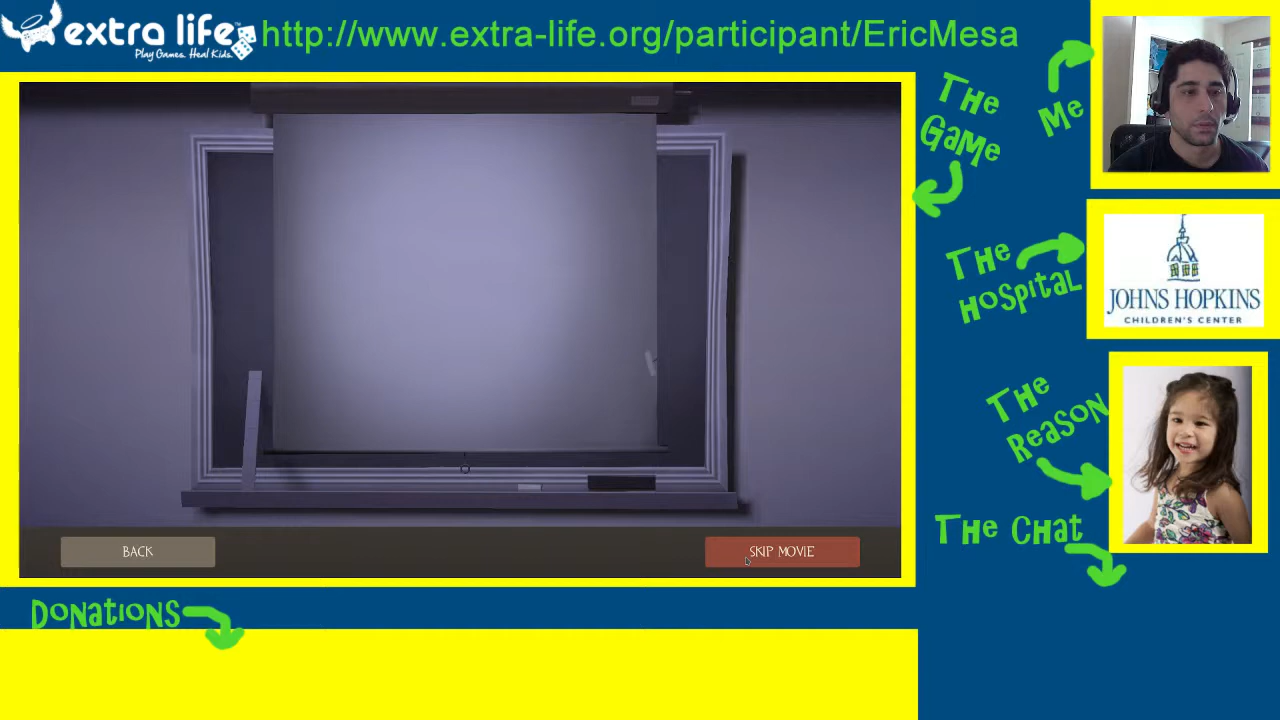 extra life
Play Games. Heal Kids.
http://www.extra-life.org/participant/EricMesa
The
Game
Me
The
Hospital
JOHNS HOPKINS
CHILDREN'S CENTER
The
Reason
The Chat
BACK
SKIP MOVIE
Donations